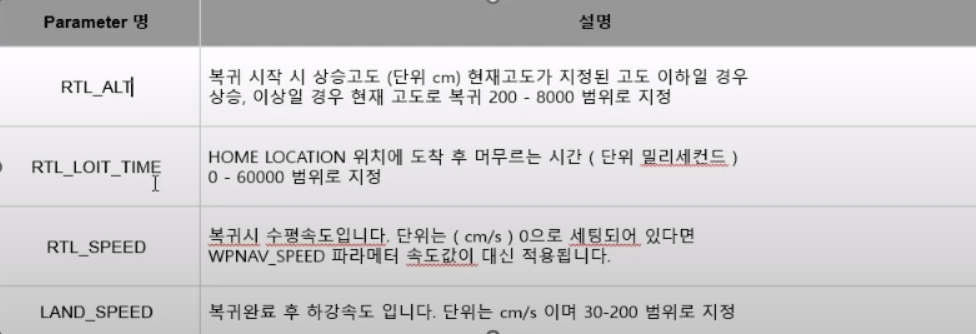 Parameter 명
설명
RTL_ALT
복귀 시작 시 상승고도 (단위 cm) 현재고도가 지정된 고도 이하일 경우
상승, 이상일 경우 현재 고도로 복귀 200 - 8000 범위로 지정
RTL_LOIT_TIME
HOME LOCATION 위치에 도착 후 머무르는 시간 ( 단위 밀리세컨드 )
0 - 60000 범위로 지정
RTL_SPEED
복귀시 수평속도입니다. 단위는 ( cm/s ) 0으로 세팅되어 있다면
WPNAV_SPEED 파라메터 속도값이 대신 적용됩니다.
LAND_SPEED
복귀완료 후 하강속도 입니다. 단위는 cm/s 이며 30-200 범위로 지정